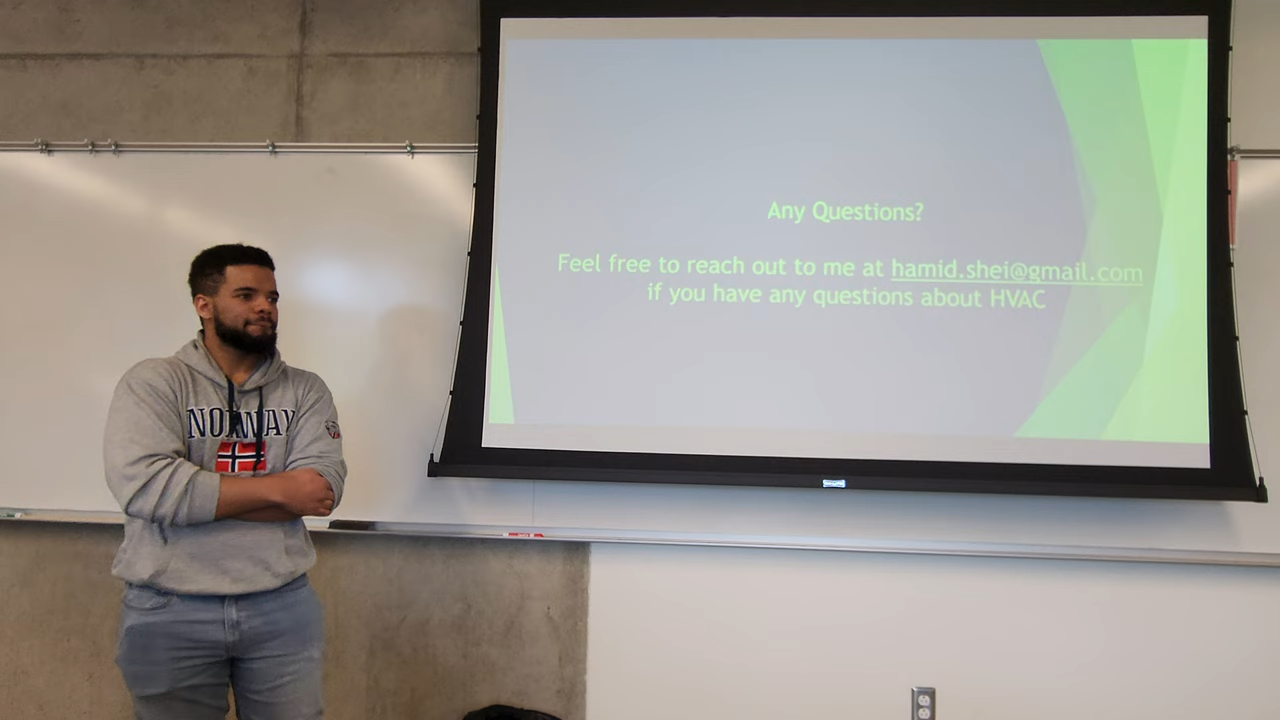 Any Questions?
Feel free to reach out to me at hamid.shei@gmail.com
if you have any questions about HVAC
NORWAY